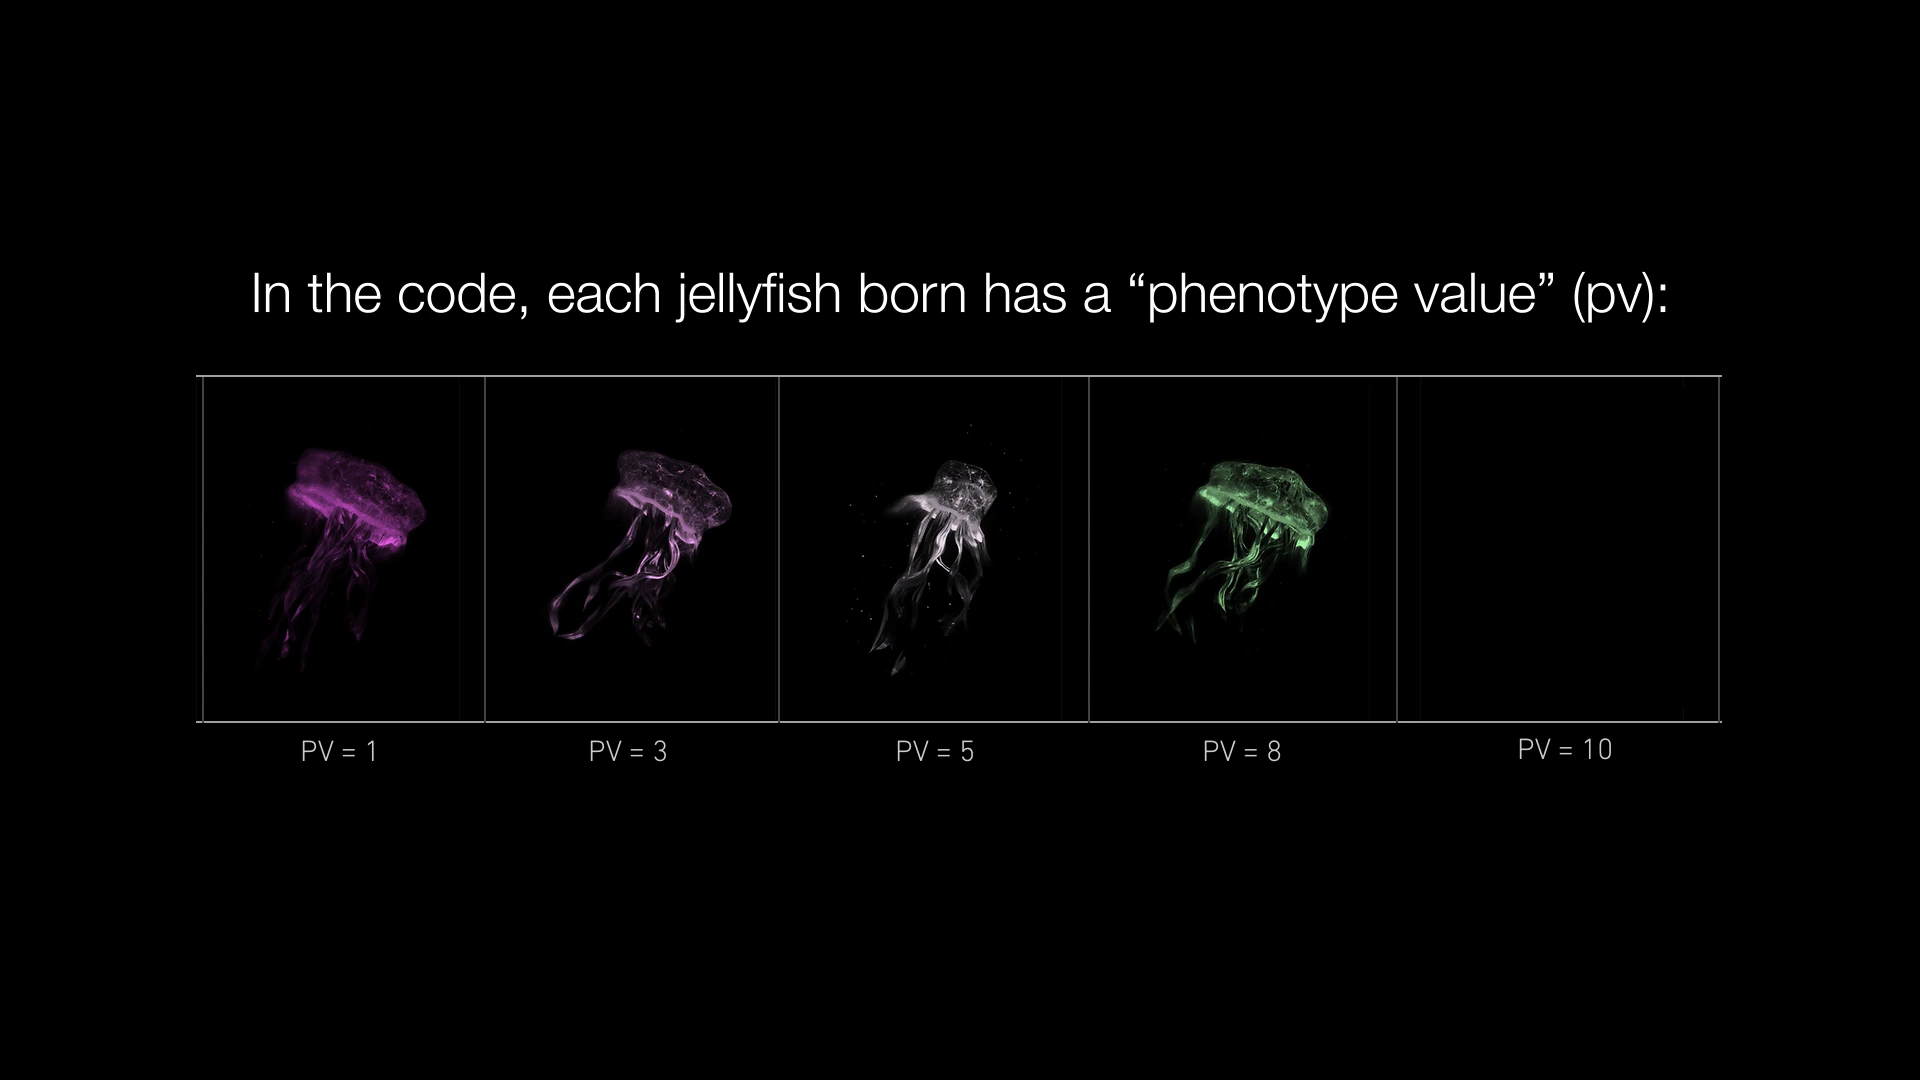 In the code, each jellyfish born has a “phenotype value” (pv):
PV = 1
PV = 3
PV = 5
PV = 8
PV = 10